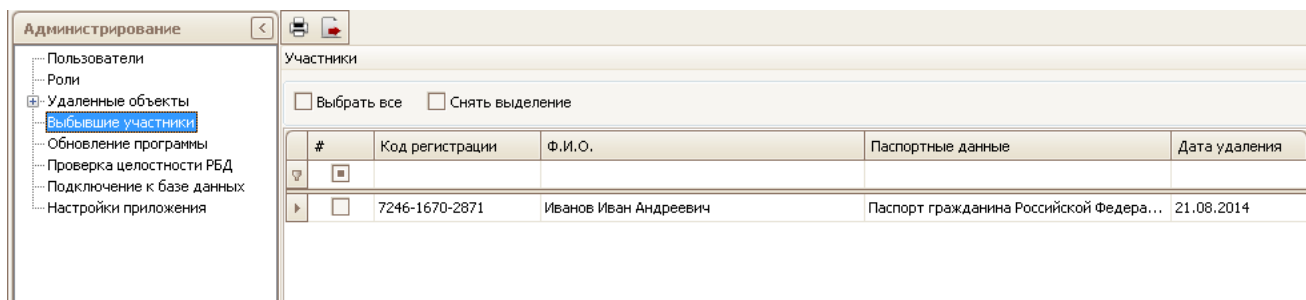 Администрирование
Пользователи
Роли
Удаленные объекты
Выбывшие участники
Обновление программы
Проверка целостности РБД
Подключение к базе данных
Настройки приложения
Участники
Выбрать все Снять выделение
# Код регистрации Ф.И.О. Паспортные данные Дата удаления
7246-1670-2871 Иванов Иван Андреевич Паспорт гражданина Российской Федера... 21.08.2014